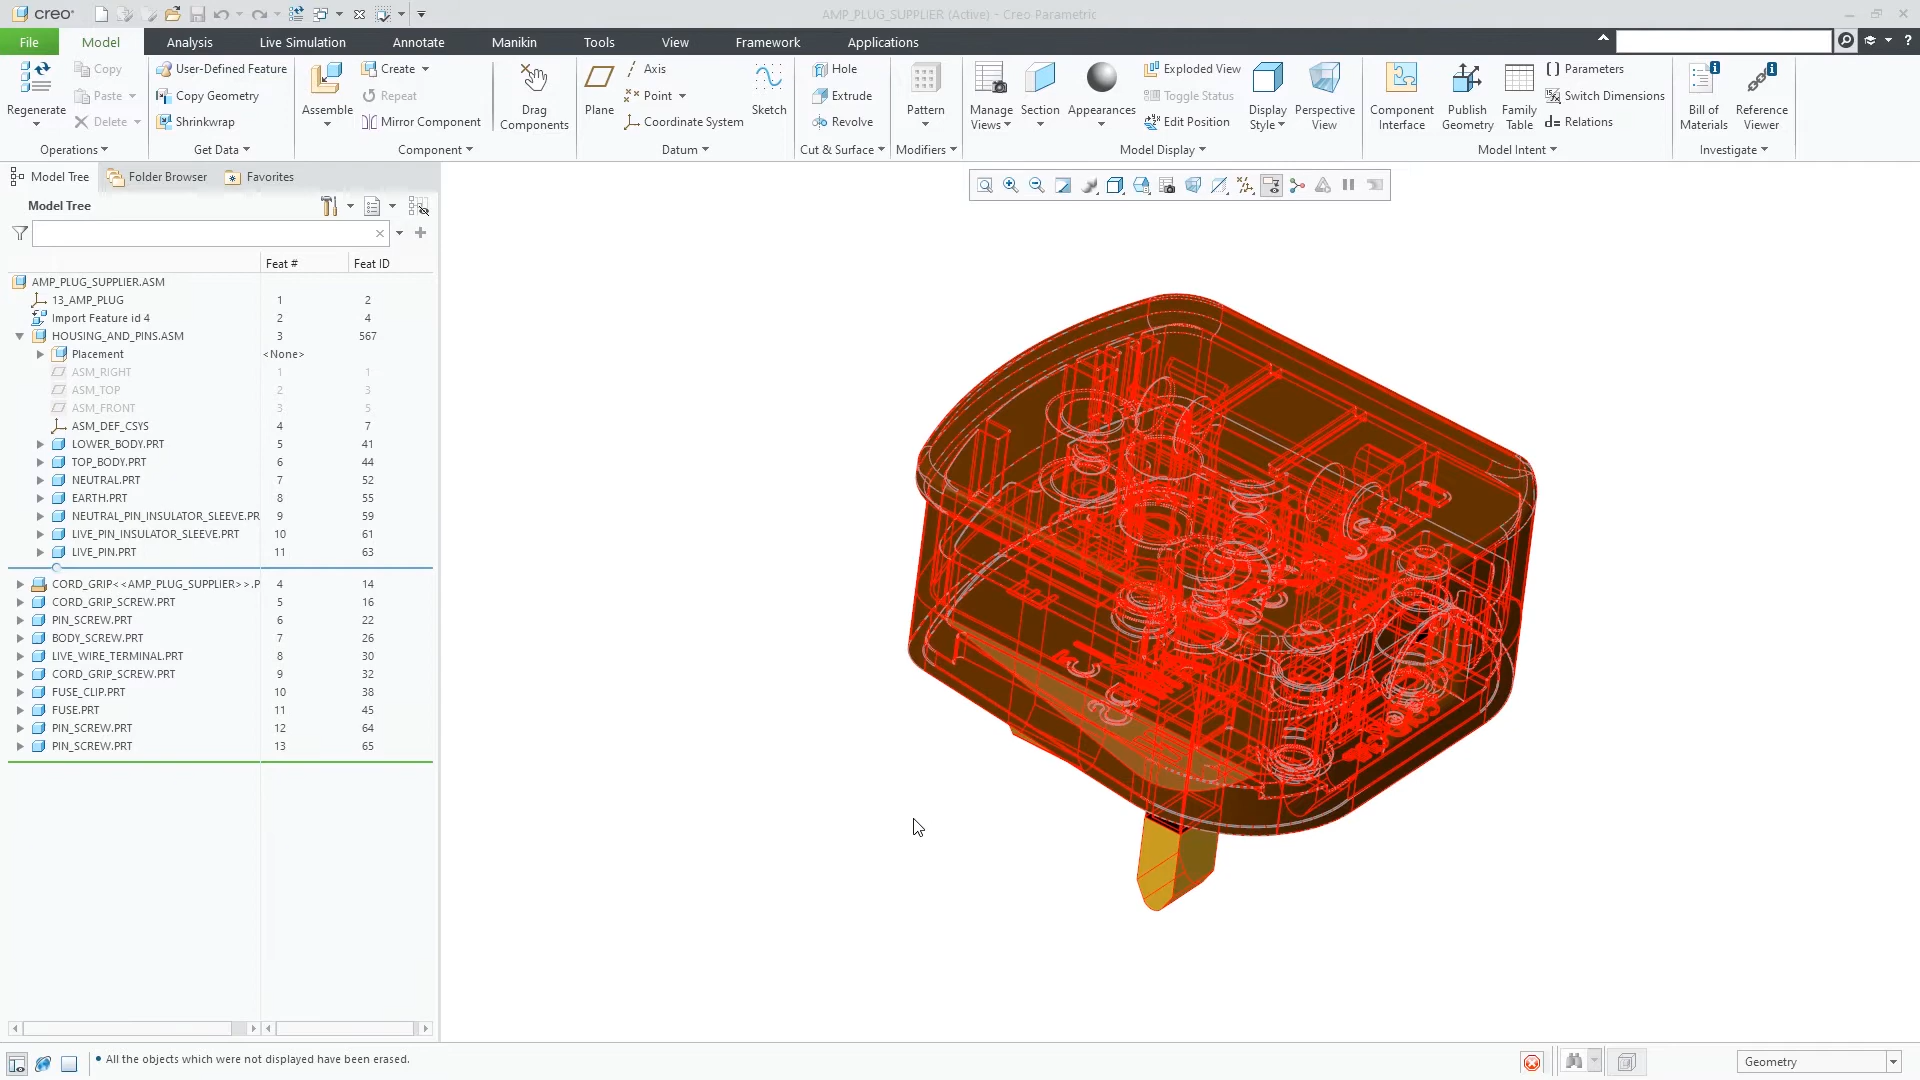 creo
AMP_PLUG_SUPPLIER (Active) - Creo Parametric
File Model Analysis Live Simulation Annotate Manikin Tools View Framework Applications
Regenerate
Copy
Paste
Delete
Operations
User-Defined Feature
Copy Geometry
Shrinkwrap
Get Data
Assemble
Create
Repeat
Mirror Component
Component
Drag
Components
Plane
Axis
Point
Coordinate System
Sketch
Datum
Hole
Extrude
Revolve
Cut & Surface
Pattern
Modifiers
Manage
Views
Section
Appearances
Exploded View
Toggle Status
Edit Position
Display
Style
Perspective
View
Model Display
Component
Interface
Publish
Geometry
Family
Table
Parameters
Switch Dimensions
Relations
Model Intent
Bill of
Materials
Reference
Viewer
Investigate
Model Tree Folder Browser Favorites
Model Tree
Feat # Feat ID
AMP_PLUG_SUPPLIER.ASM
13_AMP_PLUG 1 2
Import Feature id 4 2 4
HOUSING_AND_PINS.ASM 3 567
Placement <None>
ASM_RIGHT 1 1
ASM_TOP 2 3
ASM_FRONT 3 5
ASM_DEF_CSYS 4 7
LOWER_BODY.PRT 5 41
TOP_BODY.PRT 6 44
NEUTRAL.PRT 7 52
EARTH.PRT 8 55
NEUTRAL_PIN_INSULATOR_SLEEVE.PR 9 59
LIVE_PIN_INSULATOR_SLEEVE.PRT 10 61
LIVE_PIN.PRT 11 63
CORD_GRIP<<AMP_PLUG_SUPPLIER>>.P 4 14
CORD_GRIP_SCREW.PRT 5 16
PIN_SCREW.PRT 6 22
BODY_SCREW.PRT 7 26
LIVE_WIRE_TERMINAL.PRT 8 30
CORD_GRIP_SCREW.PRT 9 32
FUSE_CLIP.PRT 10 38
FUSE.PRT 11 45
PIN_SCREW.PRT 12 64
PIN_SCREW.PRT 13 65
• All the objects which were not displayed have been erased.
Geometry